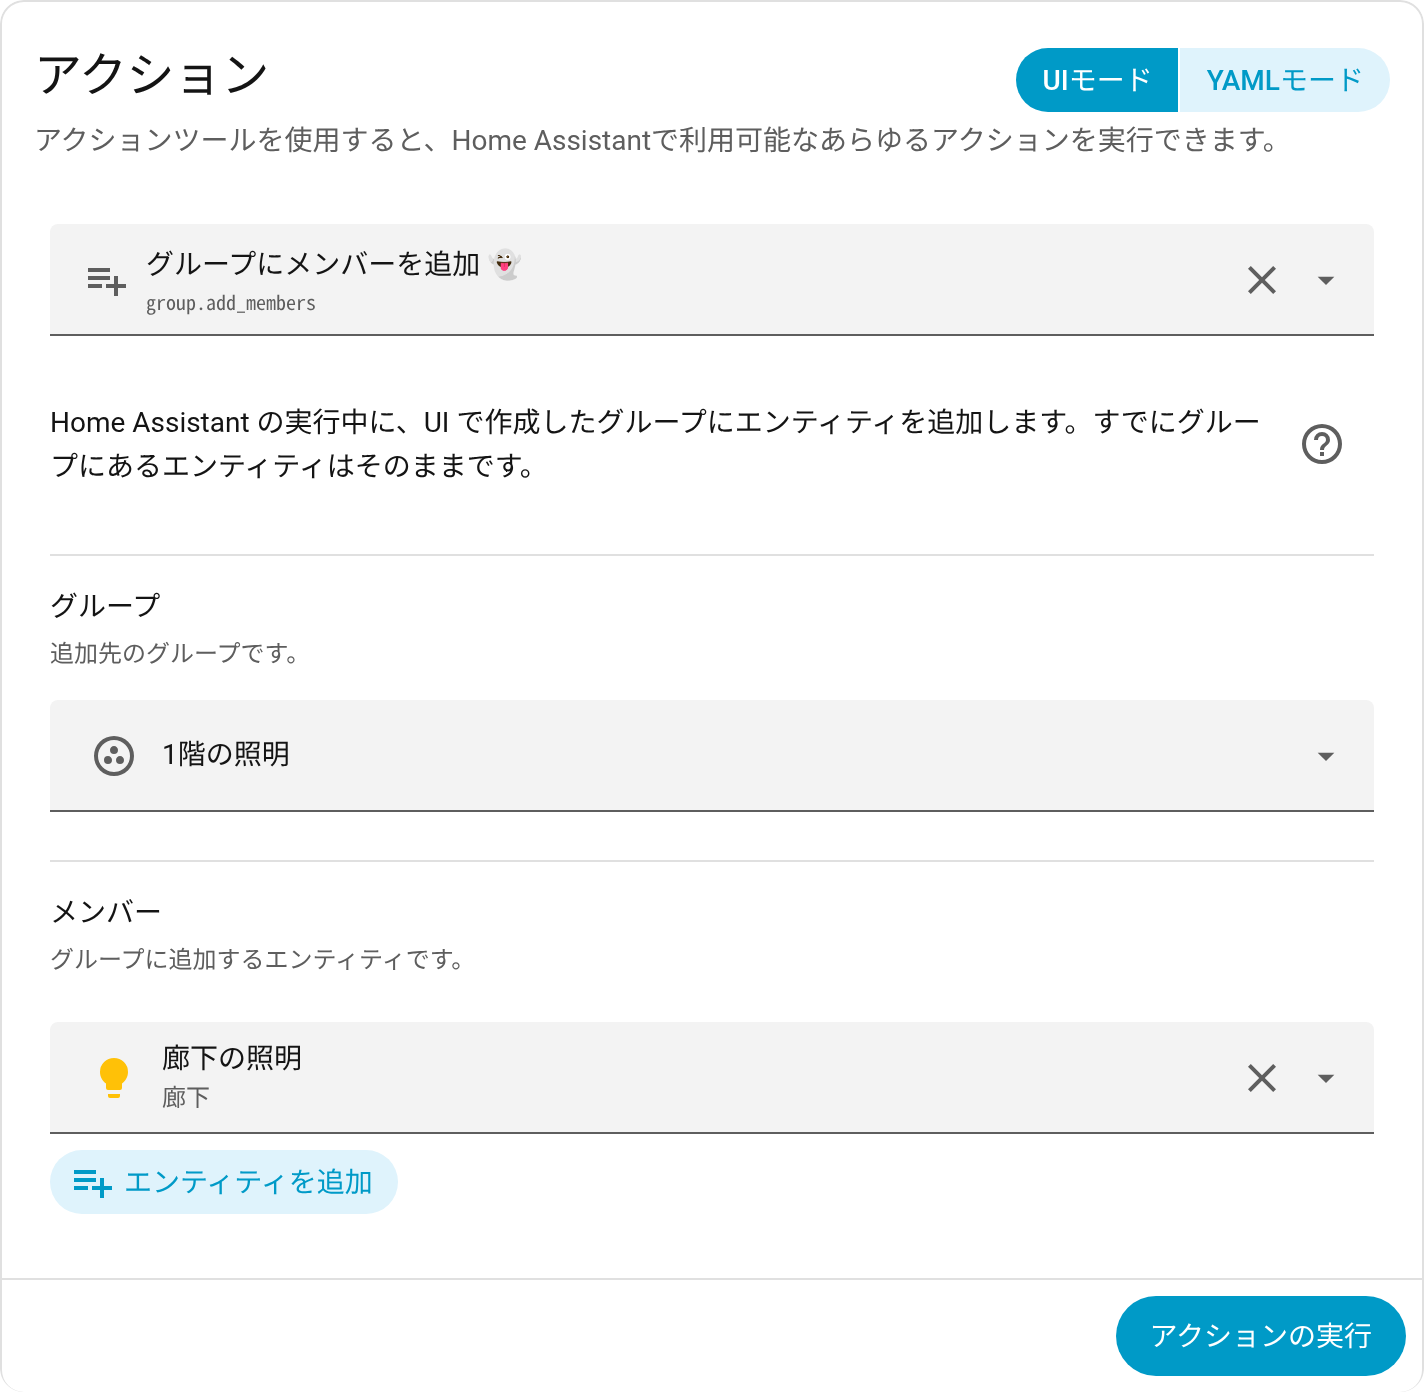 アクション
UIモード
YAMLモード
アクションツールを使用すると、Home Assistantで利用可能なあらゆるアクションを実行できます。
グループにメンバーを追加 👻
group.add_members
Home Assistant の実行中に、UI で作成したグループにエンティティを追加します。すでにグルー
プにあるエンティティはそのままです。
グループ
追加先のグループです。
1階の照明
メンバー
グループに追加するエンティティです。
廊下の照明
廊下
エンティティを追加
アクションの実行